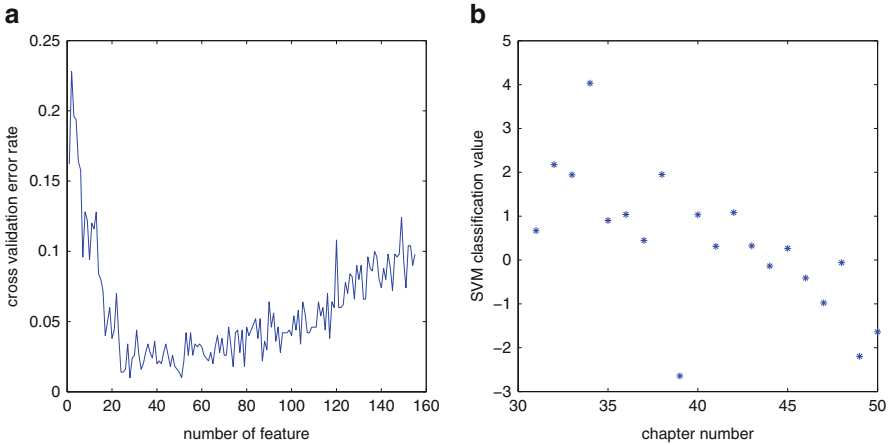 a
0.25
0.2
0.15
0.1
0.05
0
cross validation error rate
0 20 40 60 80 100 120 140 160
number of feature
b
5
4
3
2
1
0
−1
−2
−3
SVM classification value
30 35 40 45 50
chapter number